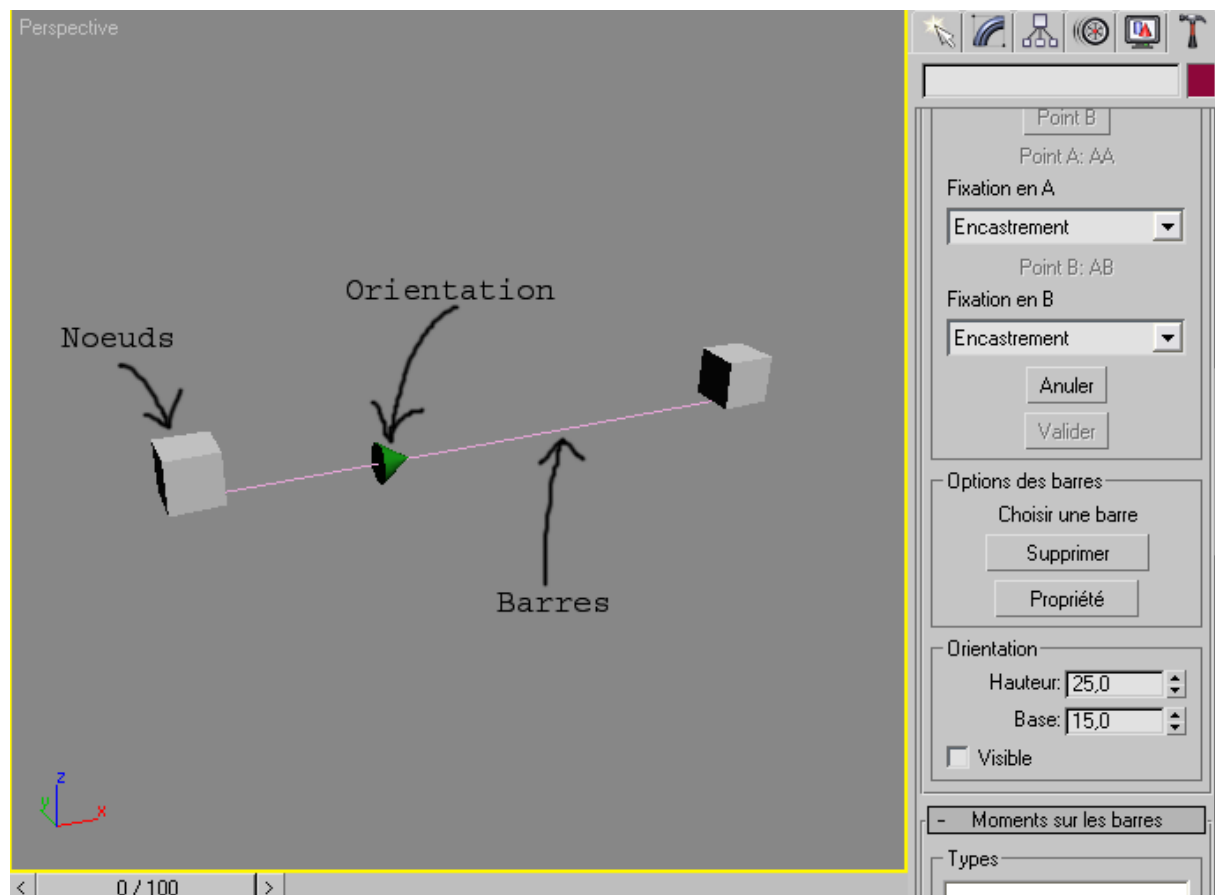 Perspective
Orientation
Noeuds
Barres
z
y
x
< 0 / 100 >
Point B
Point A: AA
Fixation en A
Encastrement
Point B: AB
Fixation en B
Encastrement
Anuler
Valider
Options des barres
Choisir une barre
Supprimer
Propriété
Orientation
Hauteur: 25,0
Base: 15,0
Visible
- Moments sur les barres
Types